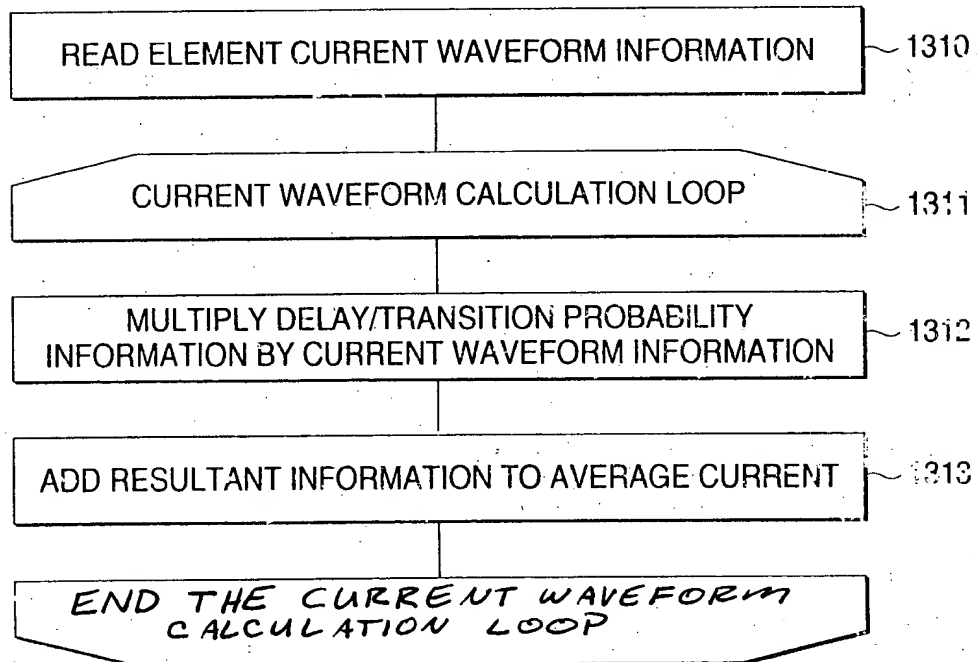 READ ELEMENT CURRENT WAVEFORM INFORMATION
1310
CURRENT WAVEFORM CALCULATION LOOP
1311
MULTIPLY DELAY/TRANSITION PROBABILITY
INFORMATION BY CURRENT WAVEFORM INFORMATION
1312
ADD RESULTANT INFORMATION TO AVERAGE CURRENT
1313
END THE CURRENT WAVEFORM
CALCULATION LOOP